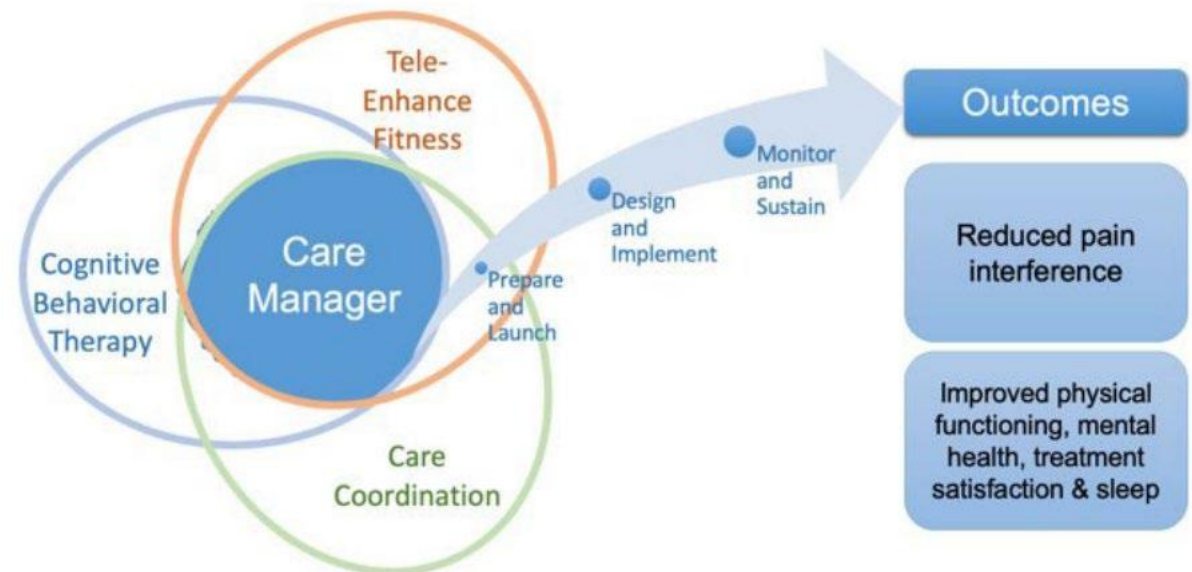 Tele-
Enhance
Fitness
Cognitive
Behavioral
Therapy
Care
Manager
Care
Coordination
Prepare
and
Launch
Design
and
Implement
Monitor
and
Sustain
Outcomes
Reduced pain
interference
Improved physical
functioning, mental
health, treatment
satisfaction & sleep